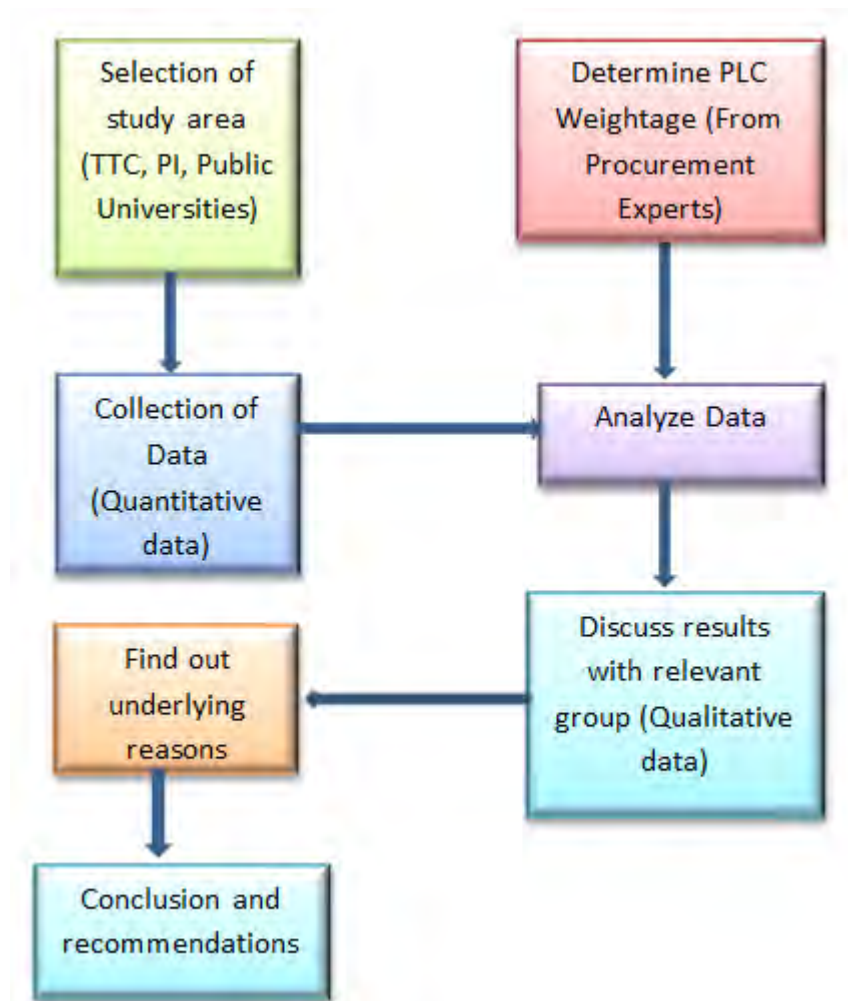 Selection of
study area
(TTC, PI, Public
Universities)
Determine PLC
Weightage (From
Procurement
Experts)
Collection of
Data
(Quantitative
data)
Analyze Data
Discuss results
with relevant
group (Qualitative
data)
Find out
underlying
reasons
Conclusion and
recommendations